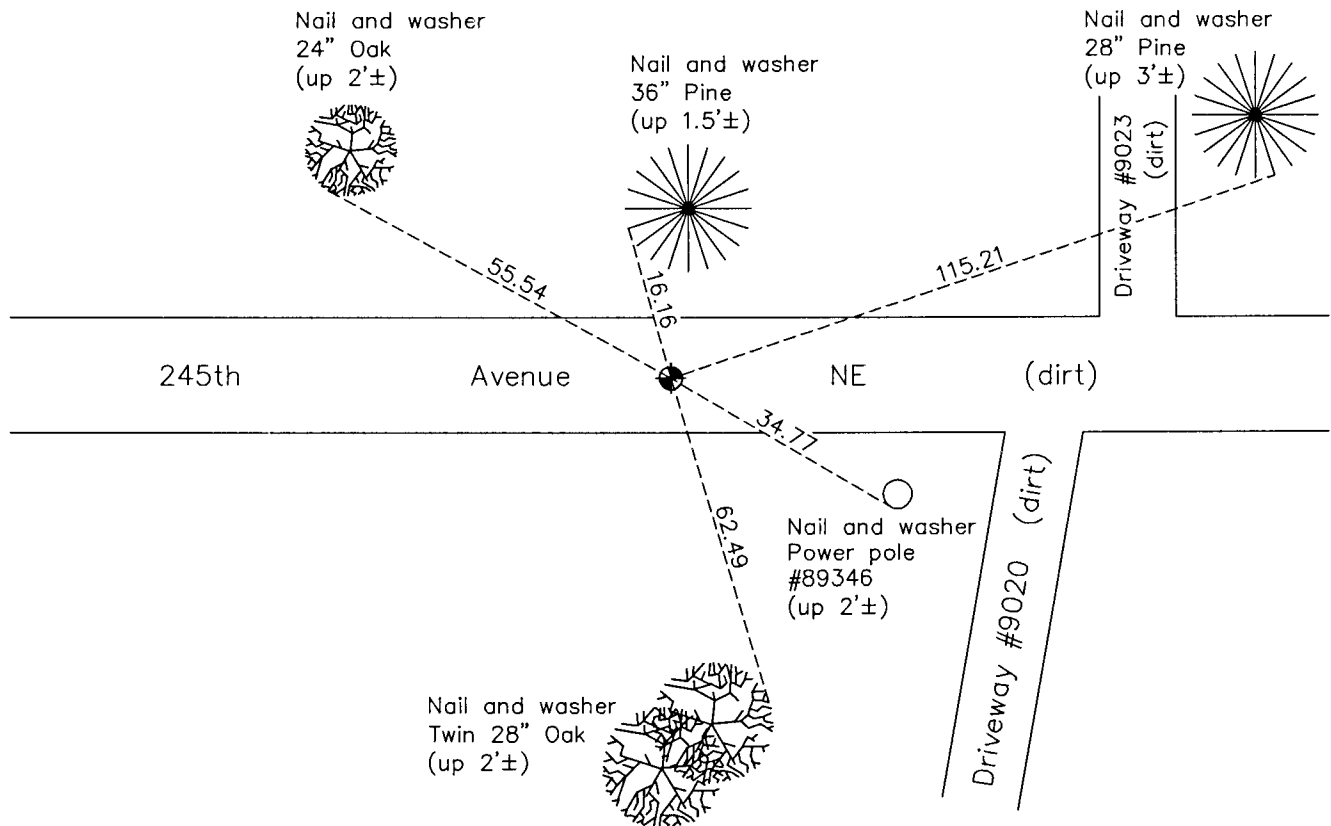 Nail and washer
24" Oak
(up 2'±)
Nail and washer
36" Pine
(up 1.5'±)
Nail and washer
28" Pine
(up 3'±)
Driveway #9023
(dirt)
55.54
16.16
115.21
245th Avenue NE (dirt)
34.77
62.49
Nail and washer
Power pole
#89346
(up 2'±)
Driveway #9020 (dirt)
Nail and washer
Twin 28" Oak
(up 2'±)